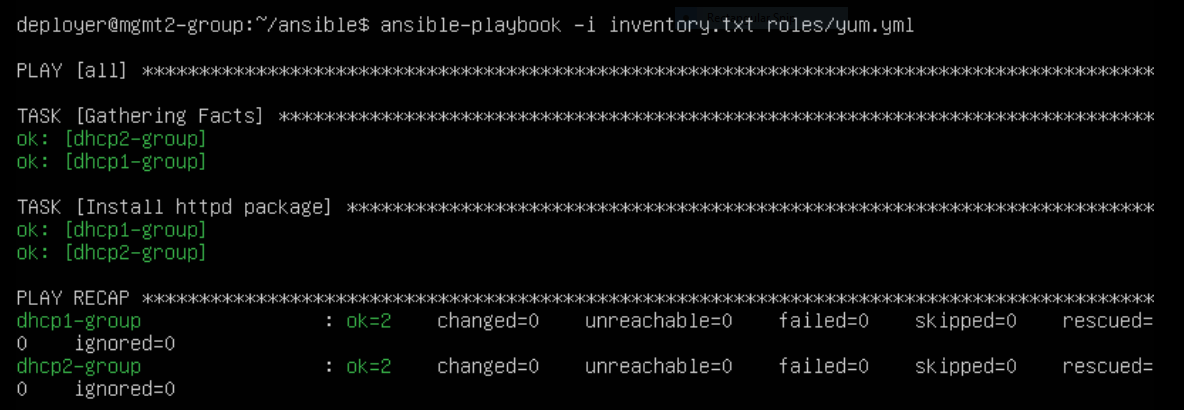 deployer@mgmt2-group:~/ansible$ ansible-playbook -i inventory.txt roles/yum.yml
PLAY [all] *************************************************************************************
TASK [Gathering Facts] *************************************************************************
ok: [dhcp2-group]
ok: [dhcp1-group]
TASK [Install httpd package] *******************************************************************
ok: [dhcp1-group]
ok: [dhcp2-group]
PLAY RECAP *************************************************************************************
dhcp1-group : ok=2 changed=0 unreachable=0 failed=0 skipped=0 rescued=
0 ignored=0
dhcp2-group : ok=2 changed=0 unreachable=0 failed=0 skipped=0 rescued=
0 ignored=0